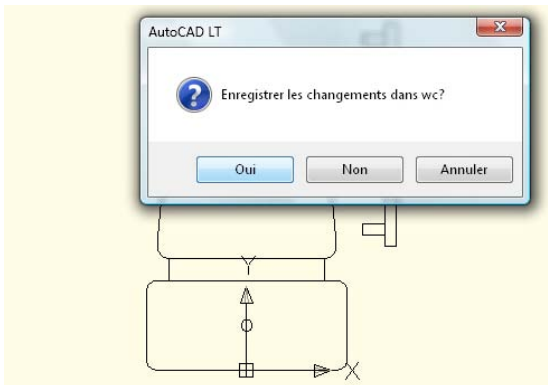 AutoCAD LT
Enregistrer les changements dans wc?
Oui Non Annuler
Y
X